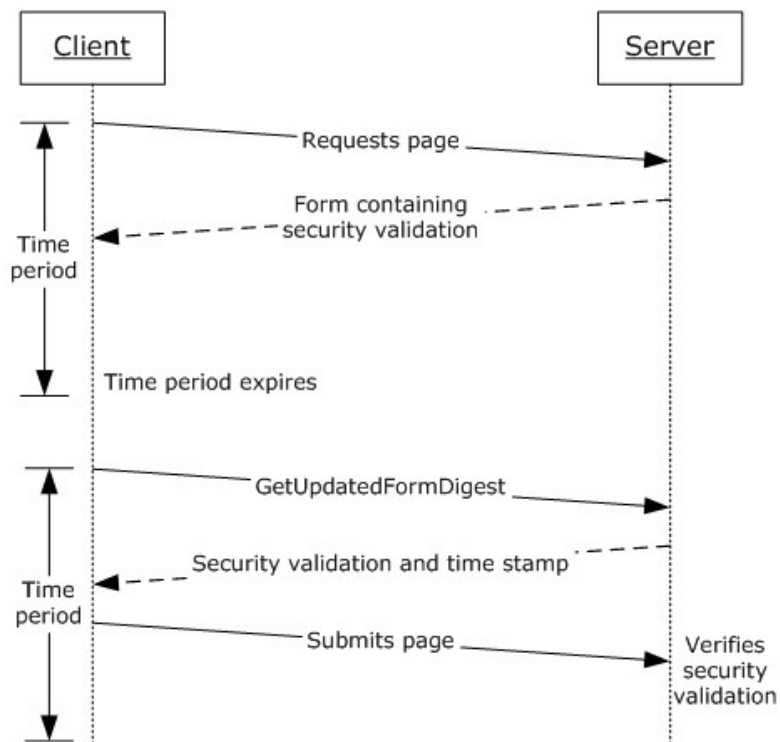 Client
Server
Requests page
Form containing
security validation
Time
period
Time period expires
GetUpdatedFormDigest
Security validation and time stamp
Time
period
Submits page
Verifies
security
validation